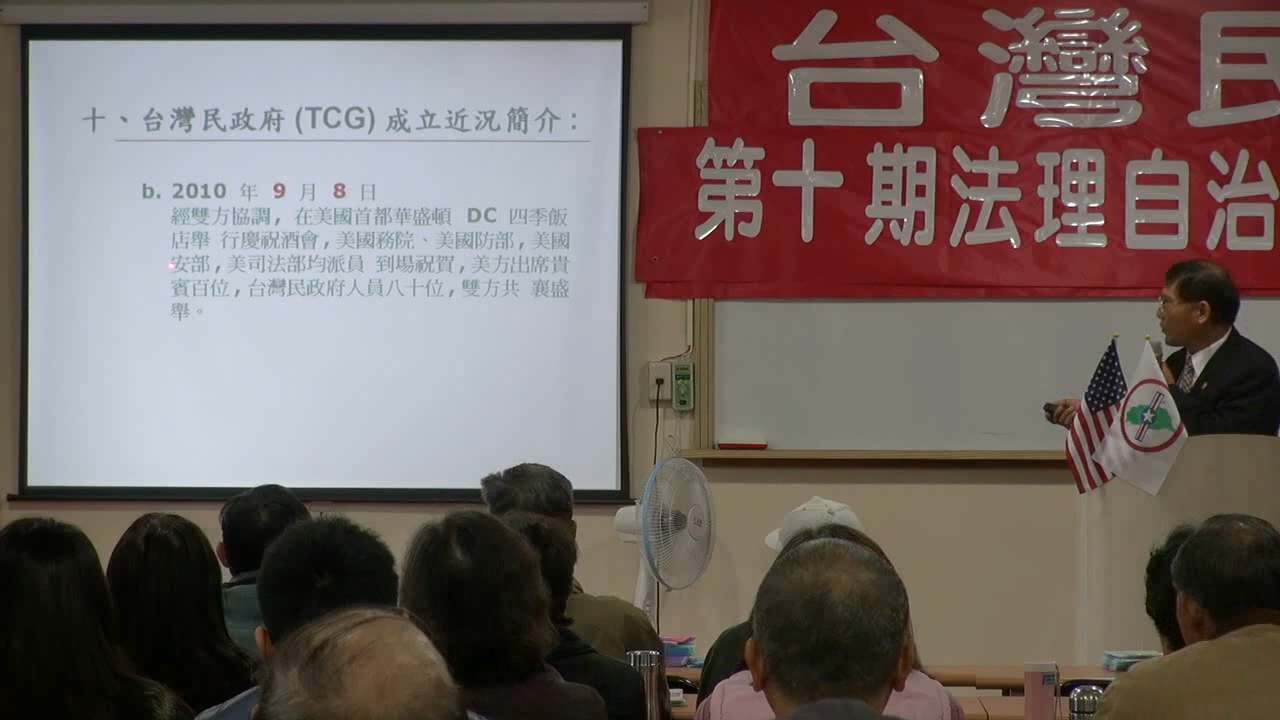 十、台灣民政府 (TCG) 成立近況簡介：
b. 2010 年 9 月 8 日
經雙方協調, 在美國首都華盛頓 DC 四季飯
店舉 行慶祝酒會, 美國務院、美國防部, 美國
安部, 美司法部均派員 到場祝賀, 美方出席貴
賓百位, 台灣民政府人員八十位, 雙方共 襄盛
舉。
台灣民
第十期法理自治